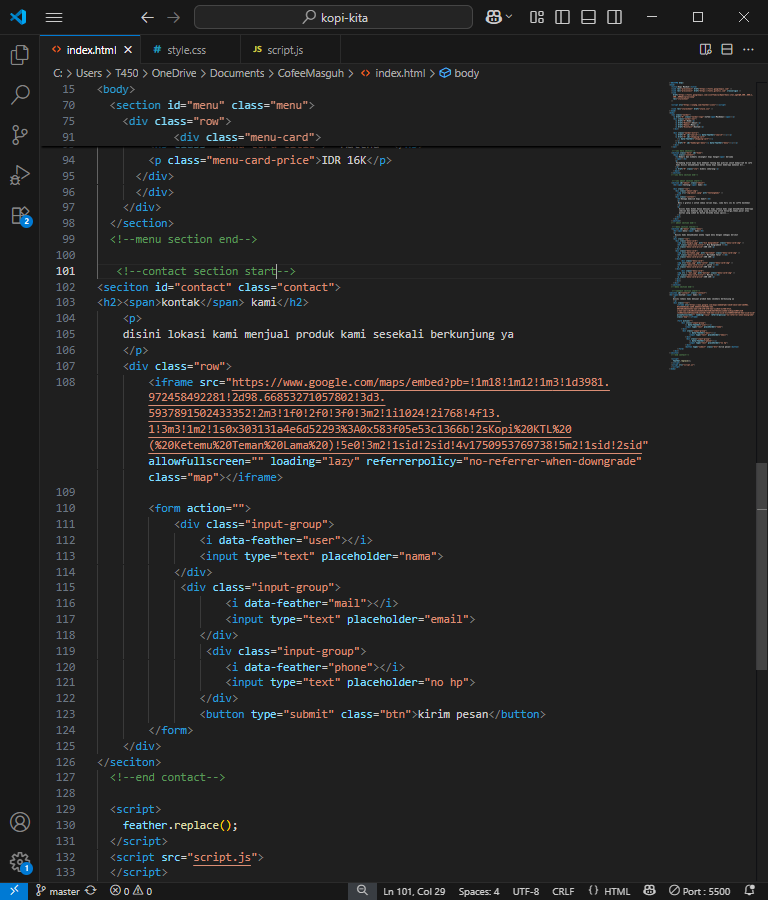 kopi-kita
index.html
# style.css
JS script.js
C: > Users > T450 > OneDrive > Documents > CofeeMasguh > index.html > body
15 <body>
70 <section id="menu" class="menu">
75 <div class="row">
91 <div class="menu-card">
94 <p class="menu-card-price">IDR 16K</p>
95 </div>
96 </div>
97 </div>
98 </section>
99 <!--menu section end-->
100
101 <!--contact section start-->
102 <seciton id="contact" class="contact">
103 <h2><span>kontak</span> kami</h2>
104 <p>
105 disini lokasi kami menjual produk kami sesekali berkunjung ya
106 </p>
107 <div class="row">
108 <iframe src="https://www.google.com/maps/embed?pb=!1m18!1m12!1m3!1d3981.
972458492281!2d98.66853271057802!3d3.
5937891502433352!2m3!1f0!2f0!3f0!3m2!1i1024!2i768!4f13.
1!3m3!1m2!1s0x303131a4e6d52293%3A0x583f05e53c1366b!2sKopi%20KTL%20
(%20Ketemu%20Teman%20Lama%20)!5e0!3m2!1sid!2sid!4v1750953769738!5m2!1sid!2sid"
allowfullscreen="" loading="lazy" referrerpolicy="no-referrer-when-downgrade"
class="map"></iframe>
109
110 <form action="">
111 <div class="input-group">
112 <i data-feather="user"></i>
113 <input type="text" placeholder="nama">
114 </div>
115 <div class="input-group">
116 <i data-feather="mail"></i>
117 <input type="text" placeholder="email">
118 </div>
119 <div class="input-group">
120 <i data-feather="phone"></i>
121 <input type="text" placeholder="no hp">
122 </div>
123 <button type="submit" class="btn">kirim pesan</button>
124 </form>
125 </div>
126 </seciton>
127 <!--end contact-->
128
129 <script>
130 feather.replace();
131 </script>
132 <script src="script.js">
133 </script>
2
1
master 0 0 Ln 101, Col 29 Spaces: 4 UTF-8 CRLF {} HTML Port : 5500